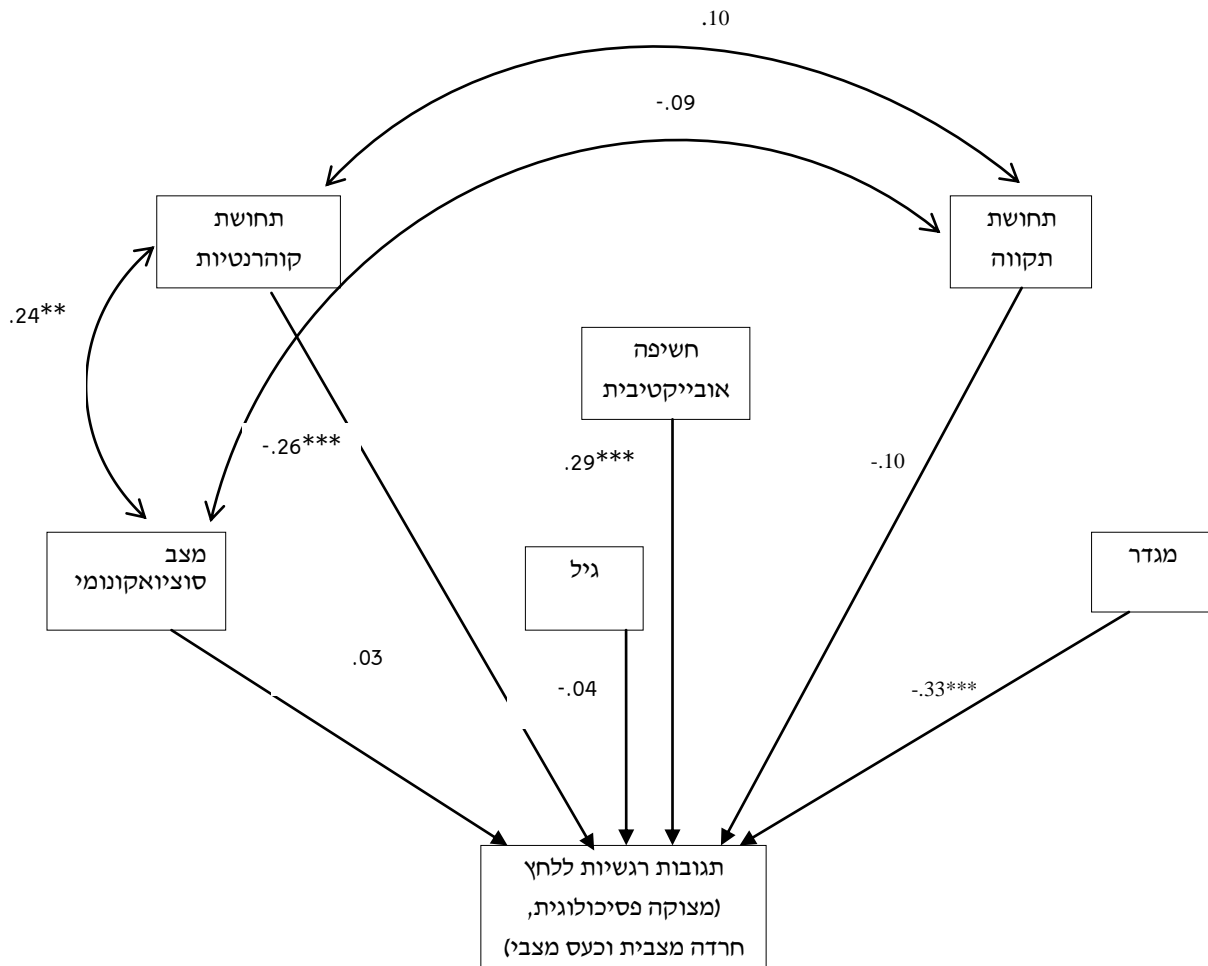 .10
-.09
תחושת
קוהרנטיות
תחושת
תקווה
.24**
חשיפה
אובייקטיבית
-.26***
.29***
-.10
מצב
סוציואקונומי
גיל
מגדר
.03
-.04
-.33***
תגובות רגשיות ללחץ
(מצוקה פסיכולוגית,
חרדה מצבית וכעס מצבי)